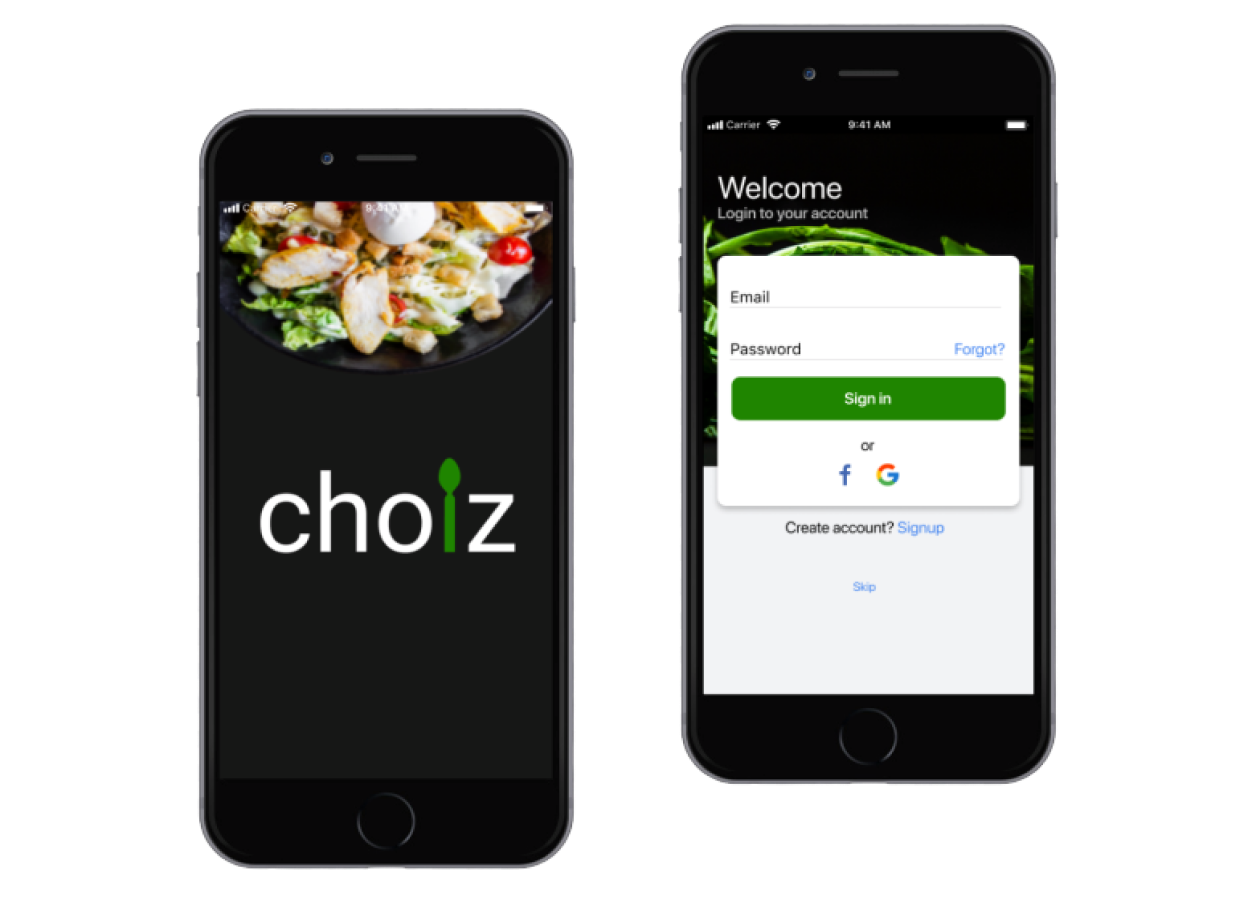 choiz
Carrier 9:41 AM
Welcome
Login to your account
Email
Password Forgot?
Sign in
or
Create account? Signup
Skip